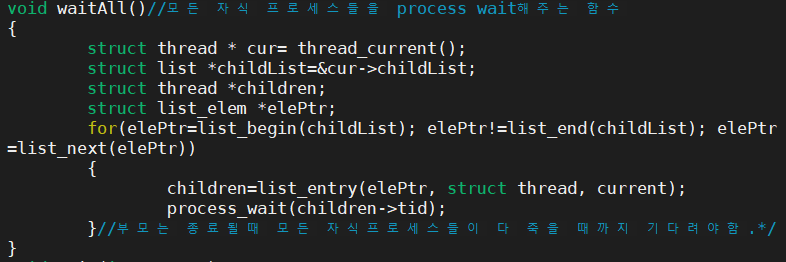 void waitAll()//모든 자식 프로세스들을 process wait해주는 함수
{
struct thread * cur= thread_current();
struct list *childList=&cur->childList;
struct thread *children;
struct list_elem *elePtr;
for(elePtr=list_begin(childList); elePtr!=list_end(childList); elePtr
=list_next(elePtr))
{
children=list_entry(elePtr, struct thread, current);
process_wait(children->tid);
}//부모는 종료될때 모든 자식프로세스들이 다 죽을 때까지 기다려야함.*/
}